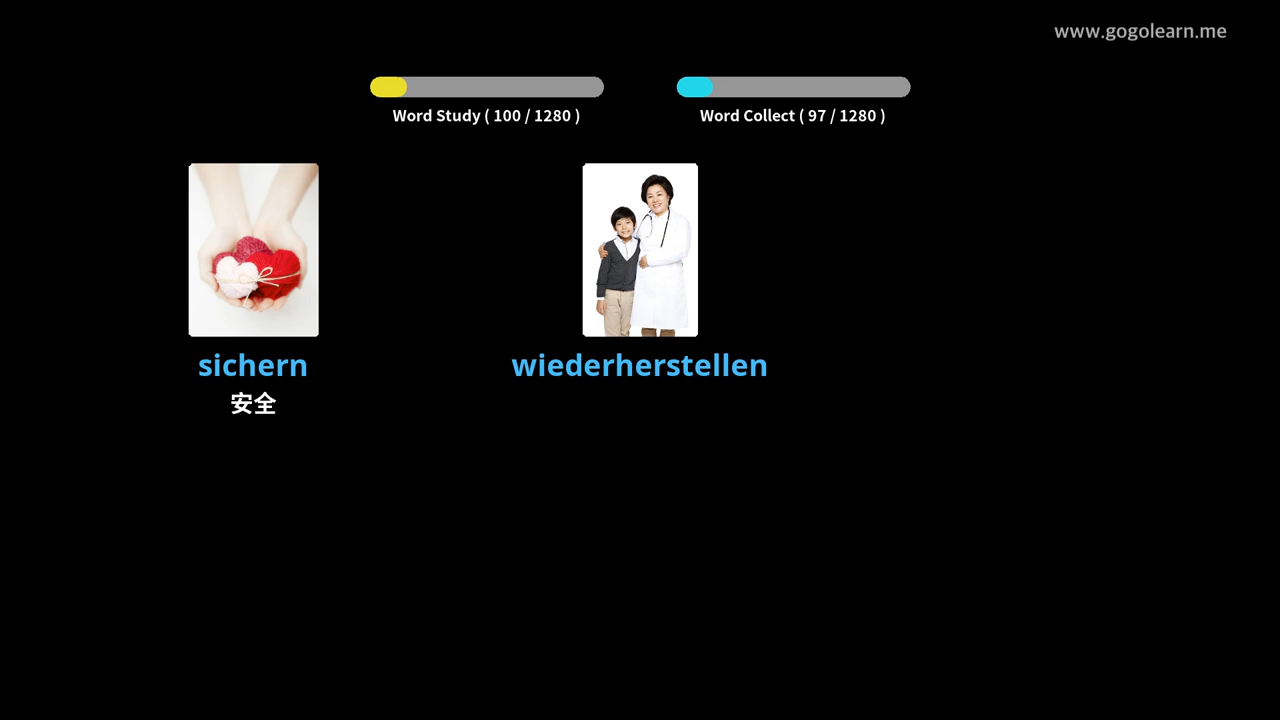 www.gogolearn.me
Word Study ( 100 / 1280 )
Word Collect ( 97 / 1280 )
sichern
安全
wiederherstellen